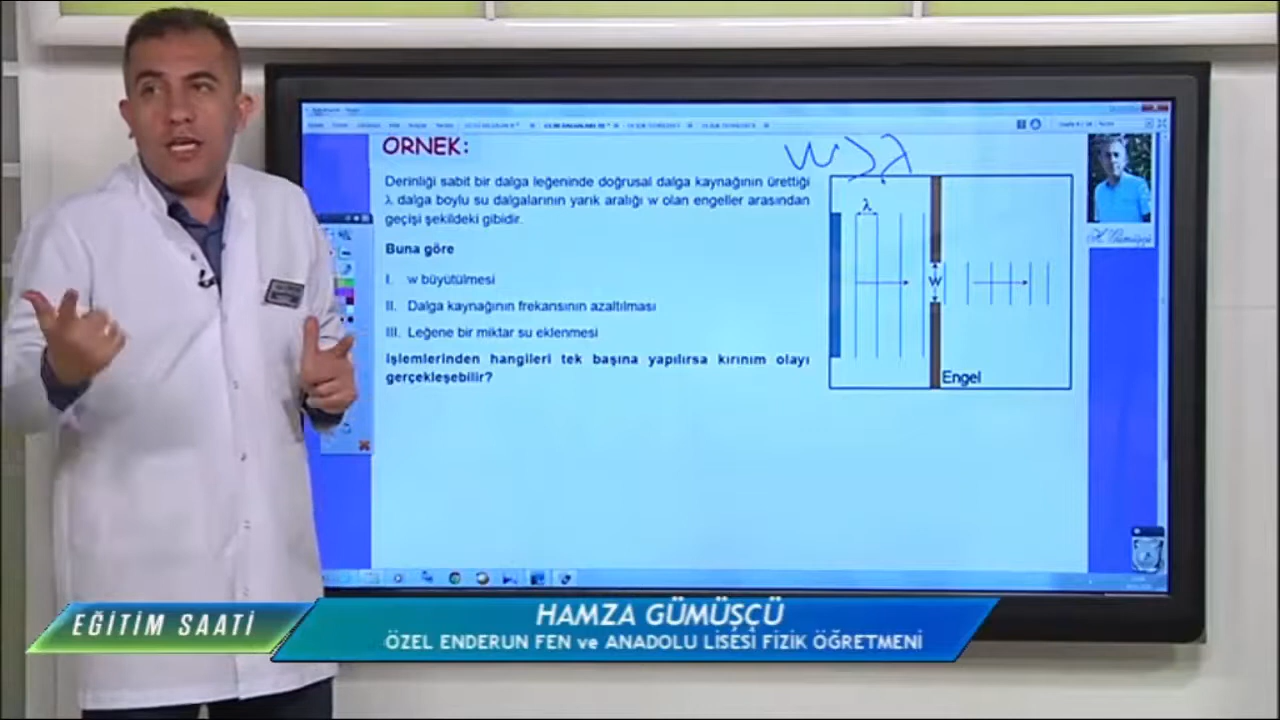 ÖRNEK:
W > λ
Derinliği sabit bir dalga leğeninde doğrusal dalga kaynağının ürettiği
λ dalga boylu su dalgalarının yarık aralığı w olan engeller arasından
geçişi şekildeki gibidir.
Buna göre
I. w büyütülmesi
II. Dalga kaynağının frekansının azaltılması
III. Leğene bir miktar su eklenmesi
işlemlerinden hangileri tek başına yapılırsa kırınım olayı
gerçekleşebilir?
λ
W
Engel
EĞİTİM SAATİ
HAMZA GÜMÜŞÇÜ
ÖZEL ENDERUN FEN ve ANADOLU LİSESİ FİZİK ÖĞRETMENİ